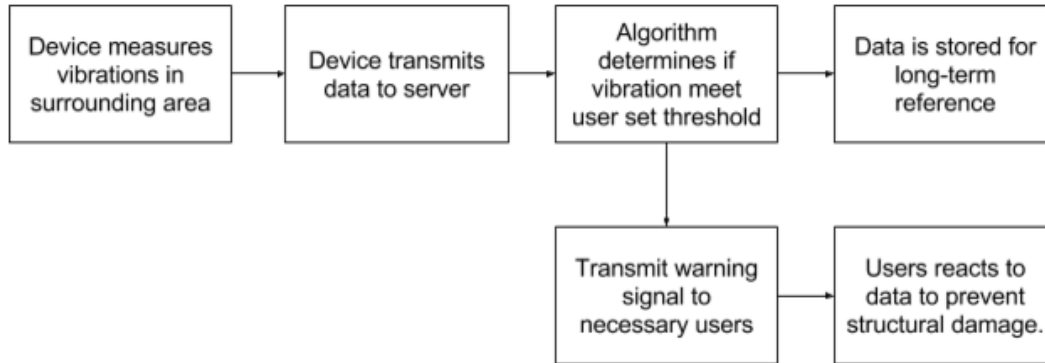 Device measures
vibrations in
surrounding area
Device transmits
data to server
Algorithm
determines if
vibration meet
user set threshold
Data is stored for
long-term
reference
Transmit warning
signal to
necessary users
Users reacts to
data to prevent
structural damage.